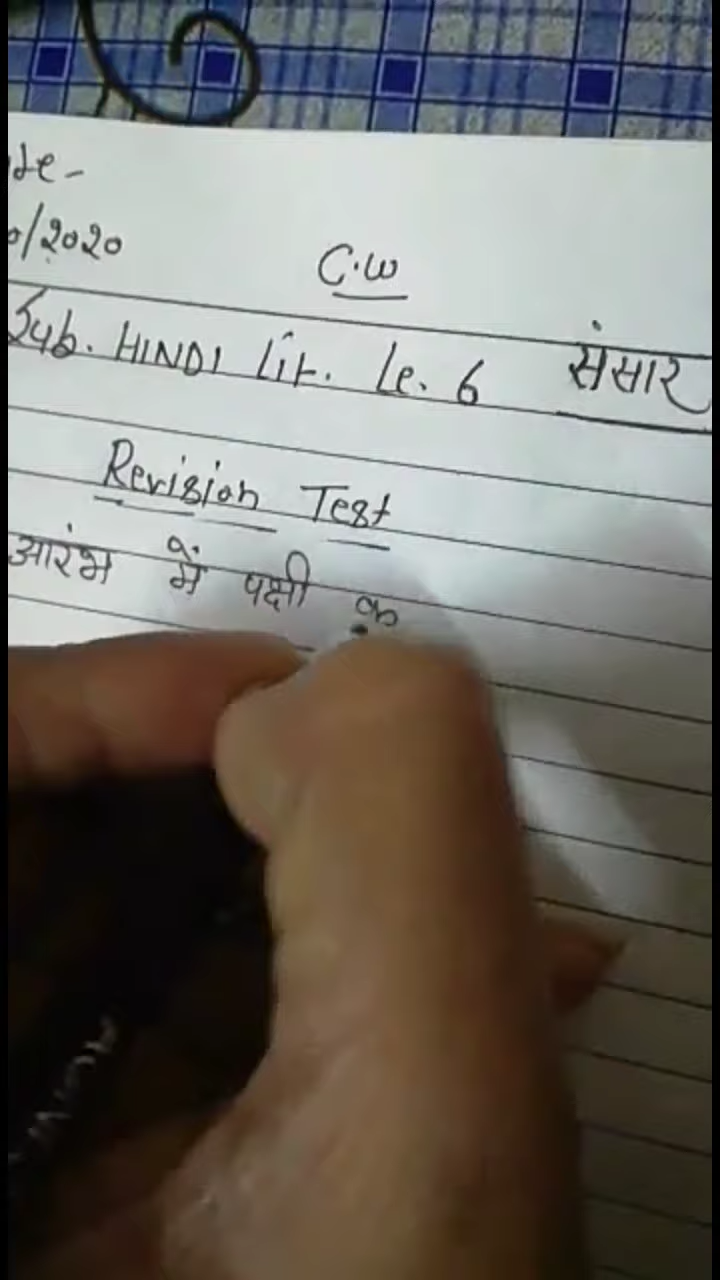 C.W
/2020
Sub. HINDI Lit. Le. 6 संसार
Revision Test
आरंभ में पक्षी क